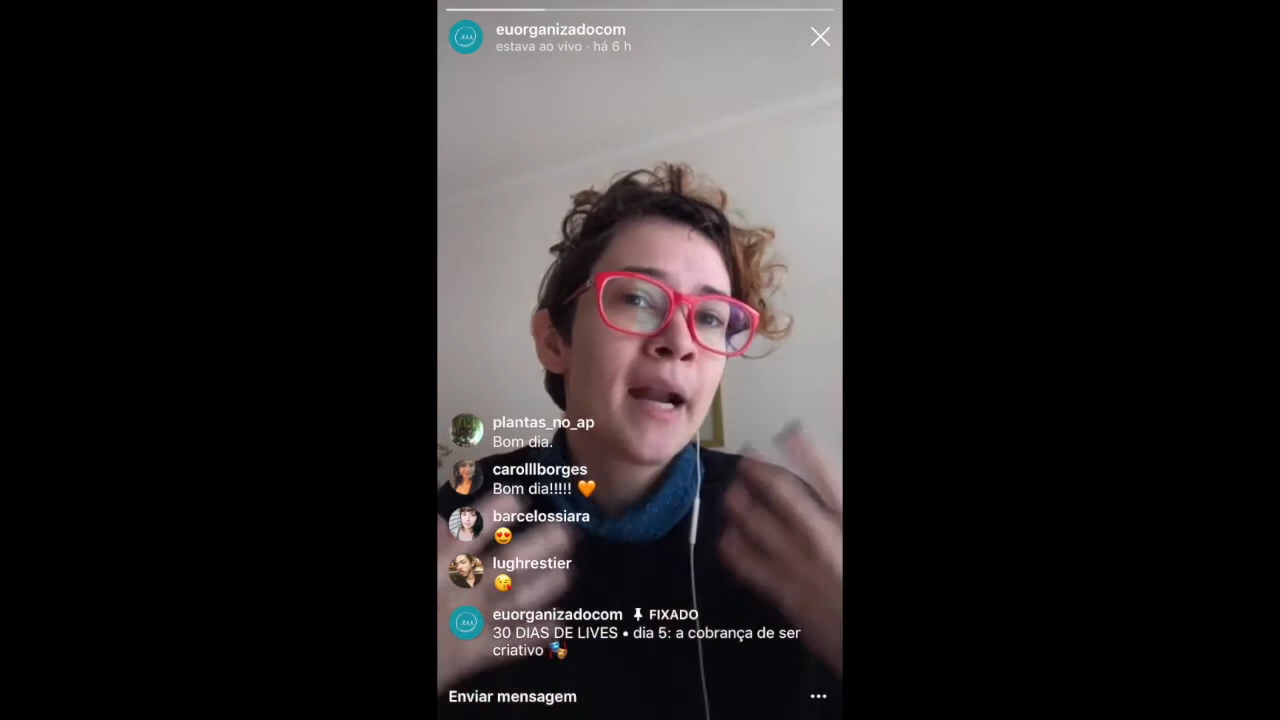 euorganizadocom
estava ao vivo · há 6 h
plantas_no_ap
Bom dia.
carolllborges
Bom dia!!!!! 🧡
barcelossiara
😍
lughrestier
😘
euorganizadocom FIXADO
30 DIAS DE LIVES • dia 5: a cobrança de ser
criativo 🎭
Enviar mensagem